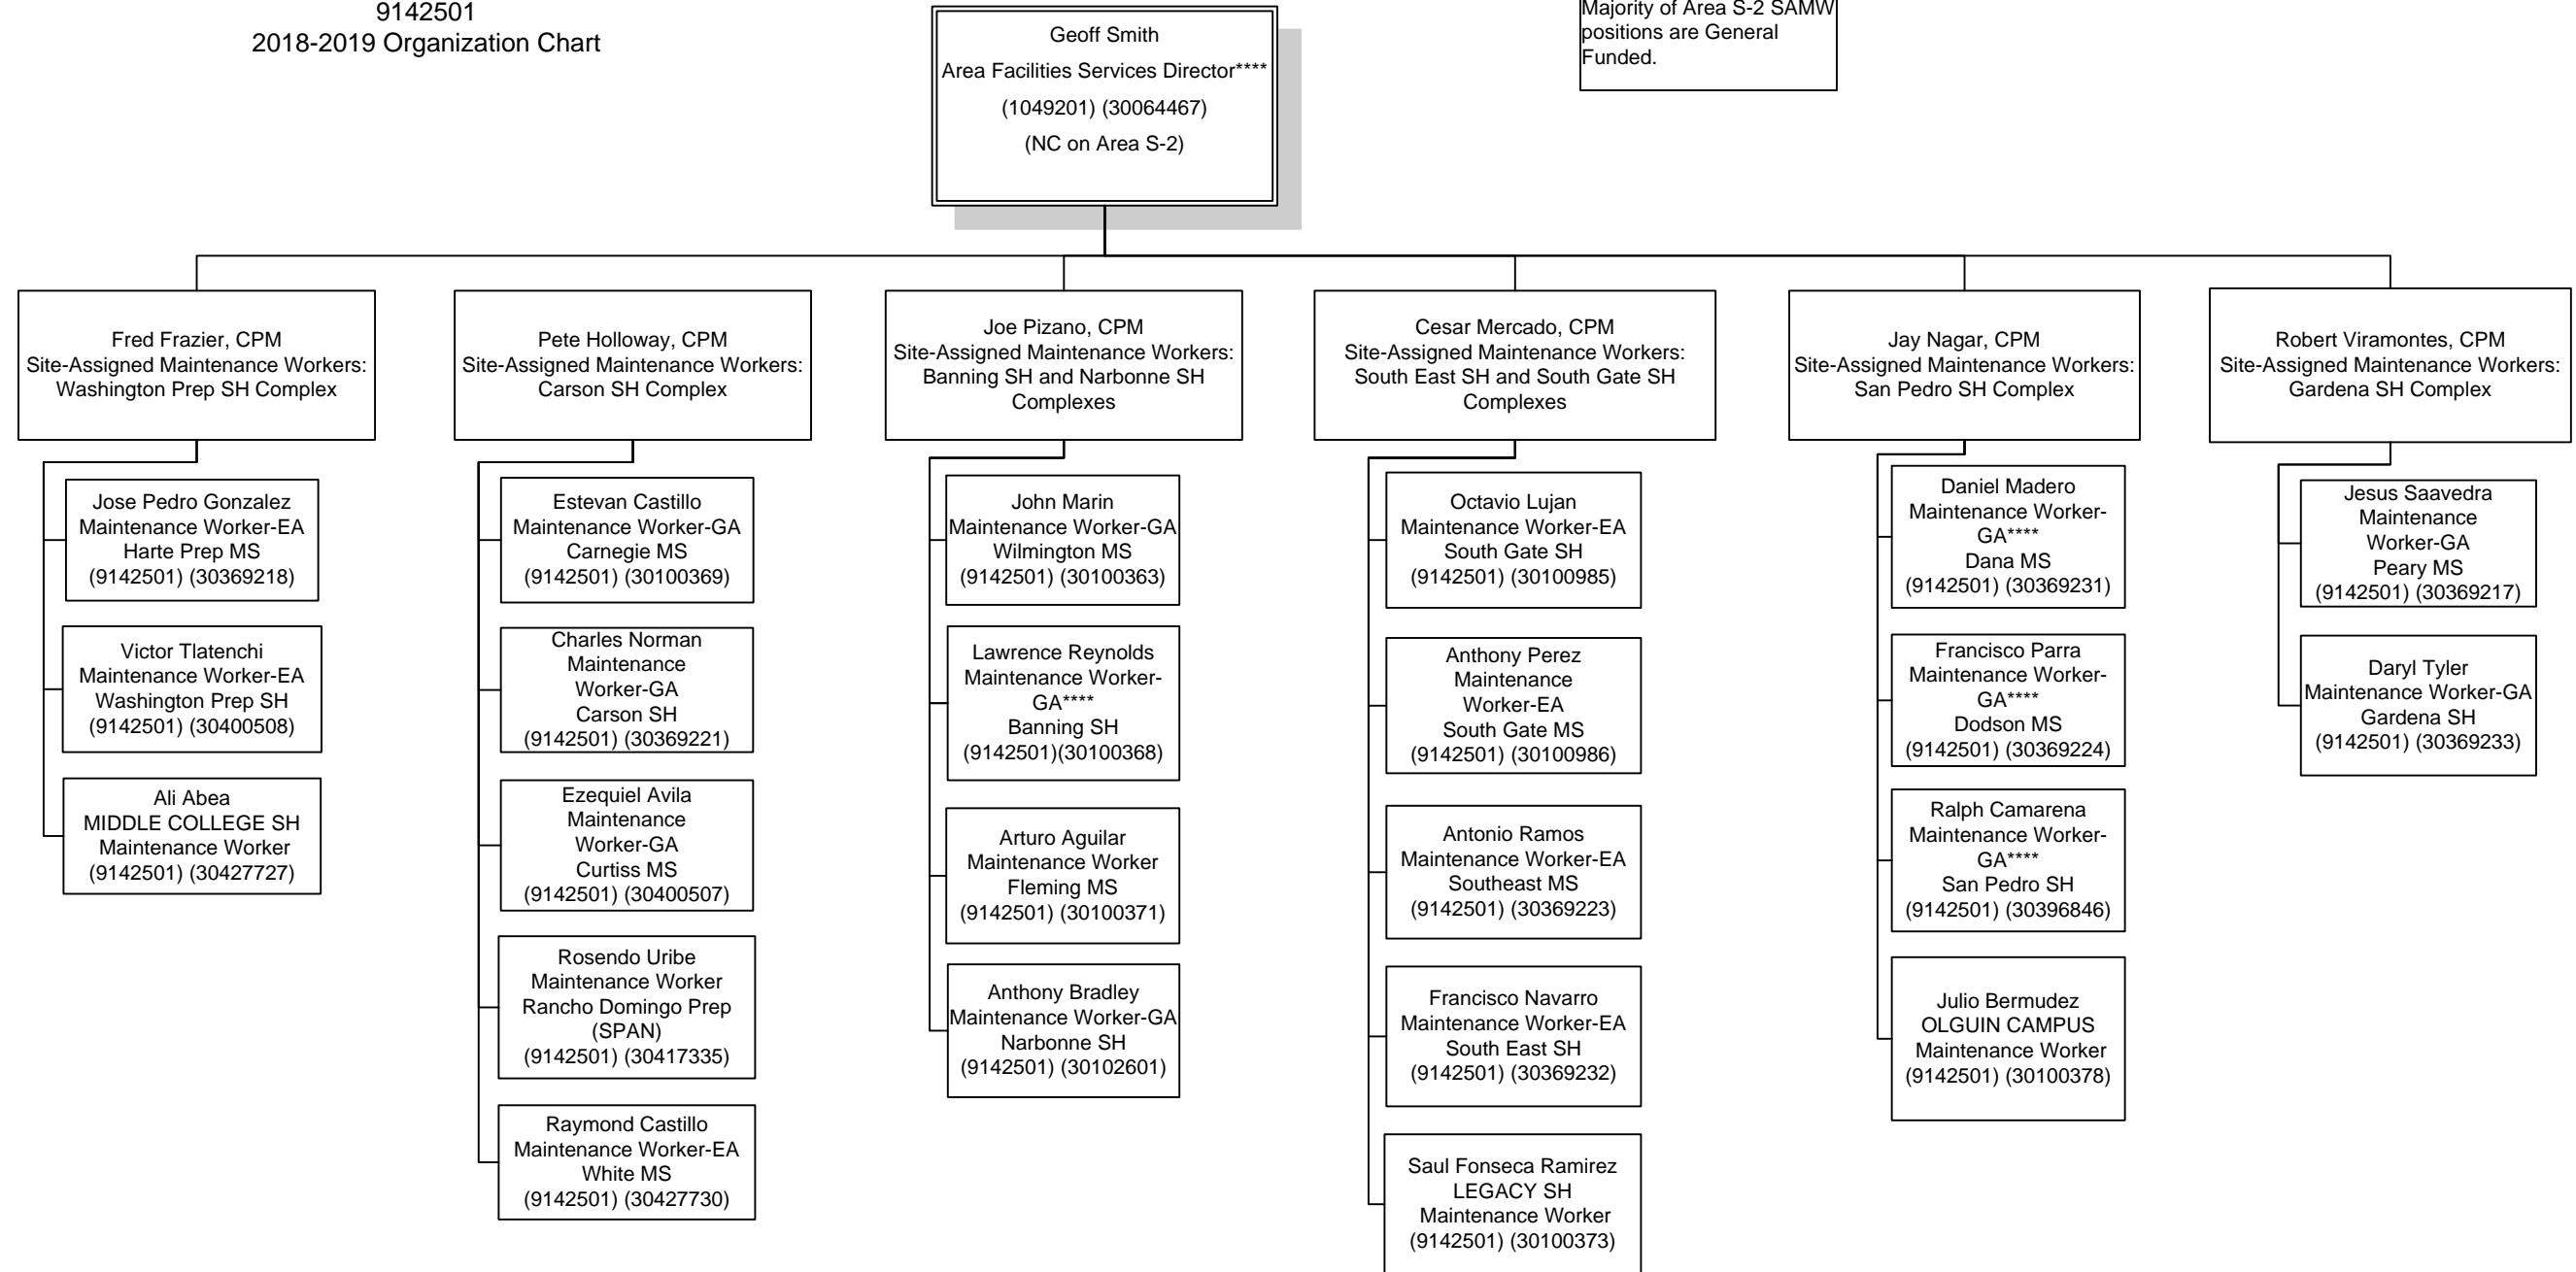 9142501
2018-2019 Organization Chart
Geoff Smith
Area Facilities Services Director****
(1049201) (30064467)
(NC on Area S-2)
Majority of Area S-2 SAMW
positions are General
Funded.
Fred Frazier, CPM
Site-Assigned Maintenance Workers:
Washington Prep SH Complex
Pete Holloway, CPM
Site-Assigned Maintenance Workers:
Carson SH Complex
Joe Pizano, CPM
Site-Assigned Maintenance Workers:
Banning SH and Narbonne SH
Complexes
Cesar Mercado, CPM
Site-Assigned Maintenance Workers:
South East SH and South Gate SH
Complexes
Jay Nagar, CPM
Site-Assigned Maintenance Workers:
San Pedro SH Complex
Robert Viramontes, CPM
Site-Assigned Maintenance Workers:
Gardena SH Complex
Jose Pedro Gonzalez
Maintenance Worker-EA
Harte Prep MS
(9142501) (30369218)
Victor Tlatenchi
Maintenance Worker-EA
Washington Prep SH
(9142501) (30400508)
Ali Abea
MIDDLE COLLEGE SH
Maintenance Worker
(9142501) (30427727)
Estevan Castillo
Maintenance Worker-GA
Carnegie MS
(9142501) (30100369)
Charles Norman
Maintenance
Worker-GA
Carson SH
(9142501) (30369221)
Ezequiel Avila
Maintenance
Worker-GA
Curtiss MS
(9142501) (30400507)
Rosendo Uribe
Maintenance Worker
Rancho Domingo Prep
(SPAN)
(9142501) (30417335)
Raymond Castillo
Maintenance Worker-EA
White MS
(9142501) (30427730)
John Marin
Maintenance Worker-GA
Wilmington MS
(9142501) (30100363)
Lawrence Reynolds
Maintenance Worker-
GA****
Banning SH
(9142501)(30100368)
Arturo Aguilar
Maintenance Worker
Fleming MS
(9142501) (30100371)
Anthony Bradley
Maintenance Worker-GA
Narbonne SH
(9142501) (30102601)
Octavio Lujan
Maintenance Worker-EA
South Gate SH
(9142501) (30100985)
Anthony Perez
Maintenance
Worker-EA
South Gate MS
(9142501) (30100986)
Antonio Ramos
Maintenance Worker-EA
Southeast MS
(9142501) (30369223)
Francisco Navarro
Maintenance Worker-EA
South East SH
(9142501) (30369232)
Saul Fonseca Ramirez
LEGACY SH
Maintenance Worker
(9142501) (30100373)
Daniel Madero
Maintenance Worker-
GA****
Dana MS
(9142501) (30369231)
Francisco Parra
Maintenance Worker-
GA****
Dodson MS
(9142501) (30369224)
Ralph Camarena
Maintenance Worker-
GA****
San Pedro SH
(9142501) (30396846)
Julio Bermudez
OLGUIN CAMPUS
Maintenance Worker
(9142501) (30100378)
Jesus Saavedra
Maintenance
Worker-GA
Peary MS
(9142501) (30369217)
Daryl Tyler
Maintenance Worker-GA
Gardena SH
(9142501) (30369233)